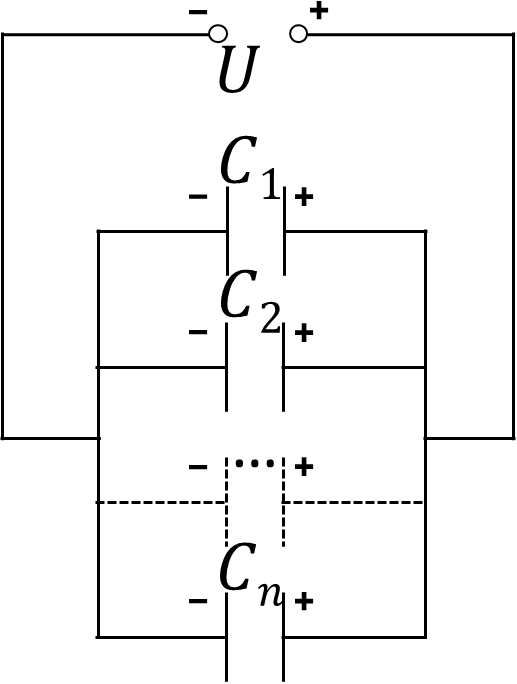 - +
U
C₁
- +
C₂
- +
- ... +
Cₙ
- +